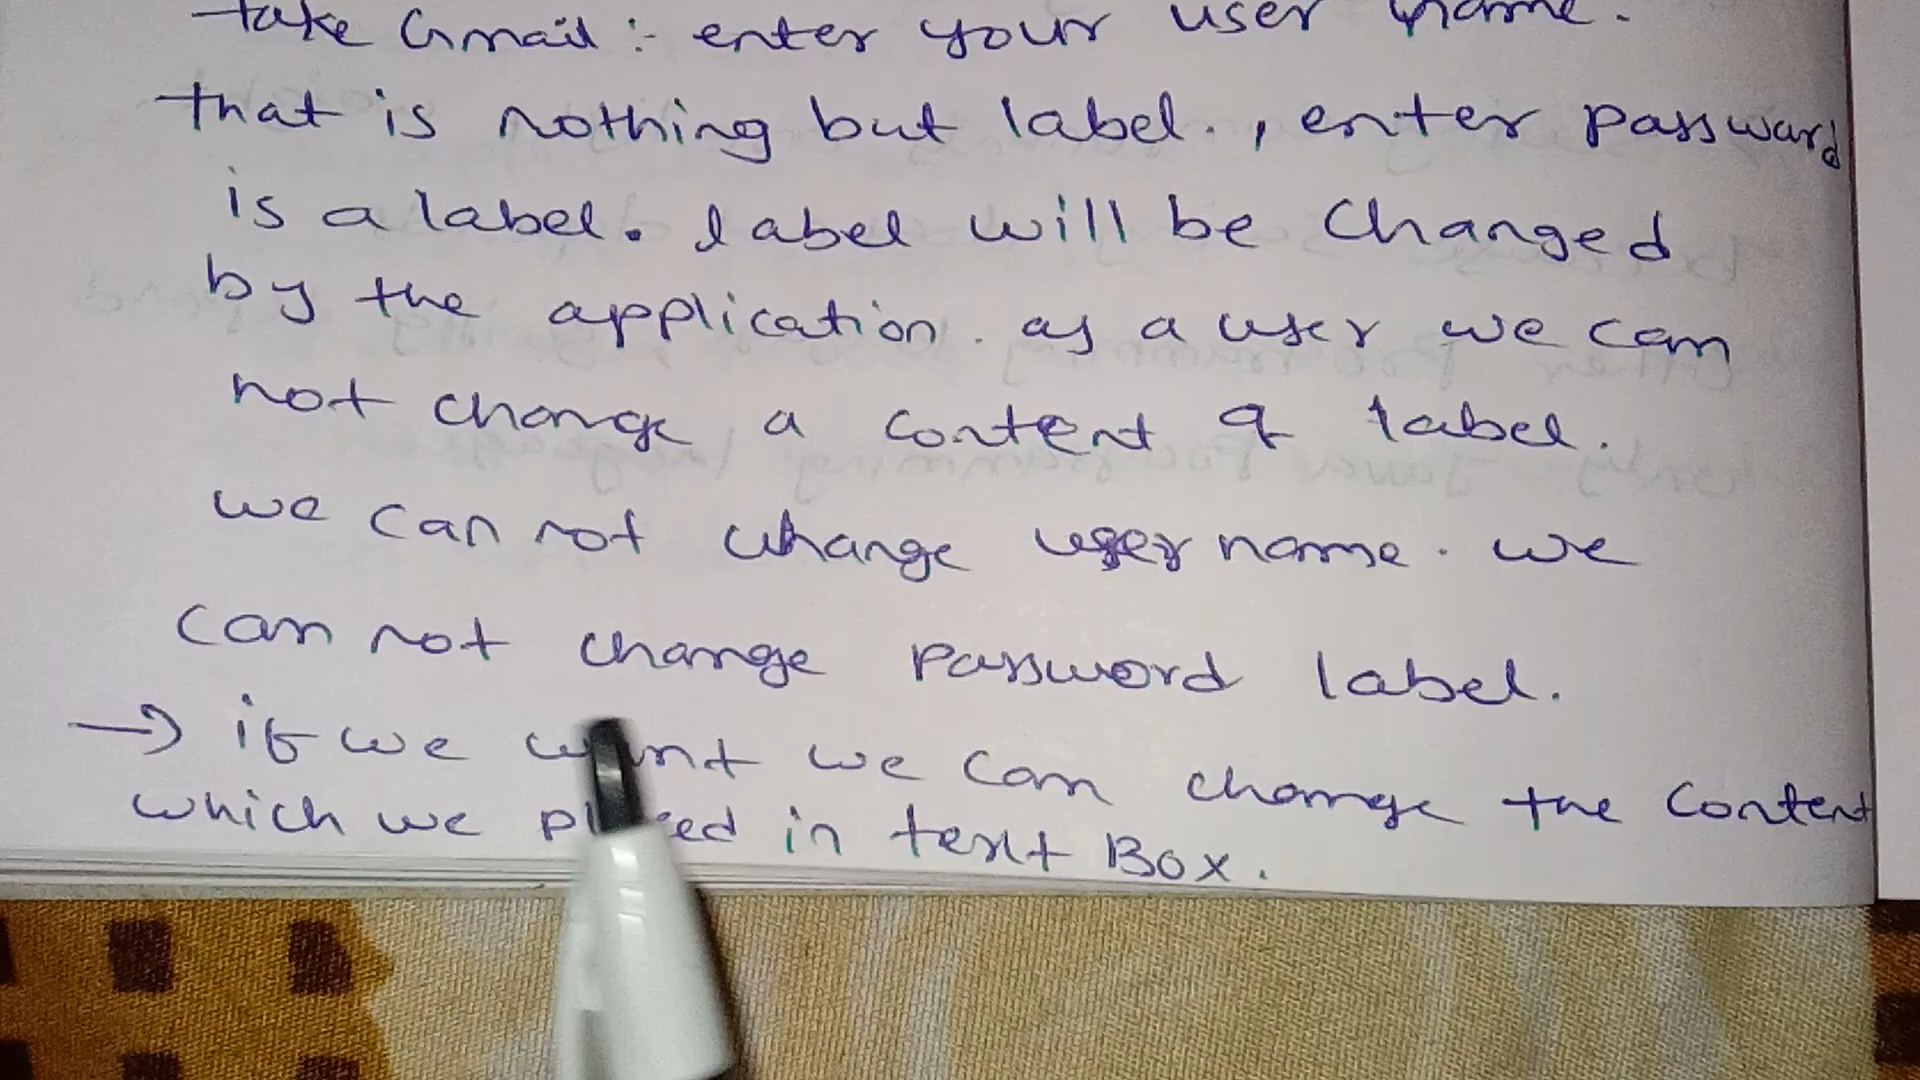 take Gmail :- enter your user name.
that is nothing but label. , enter password
is a label. label will be changed
by the application. as a user we can
not change a content of label.
we can not change user name. we
can not change password label.
→ if we want we can change the content
which we placed in text Box.